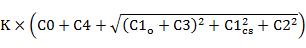 K × (C0 + C4 + √((C1ₒ + C3)² + C1²cs + C2²))